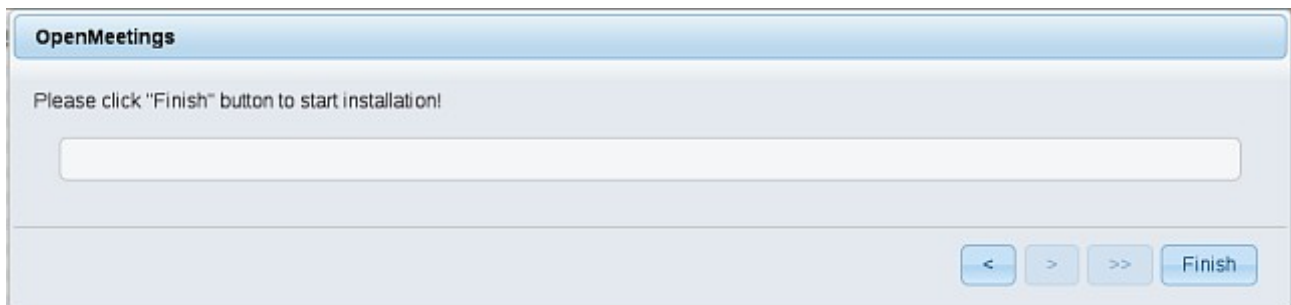 OpenMeetings
Please click "Finish" button to start installation!
< > >> Finish